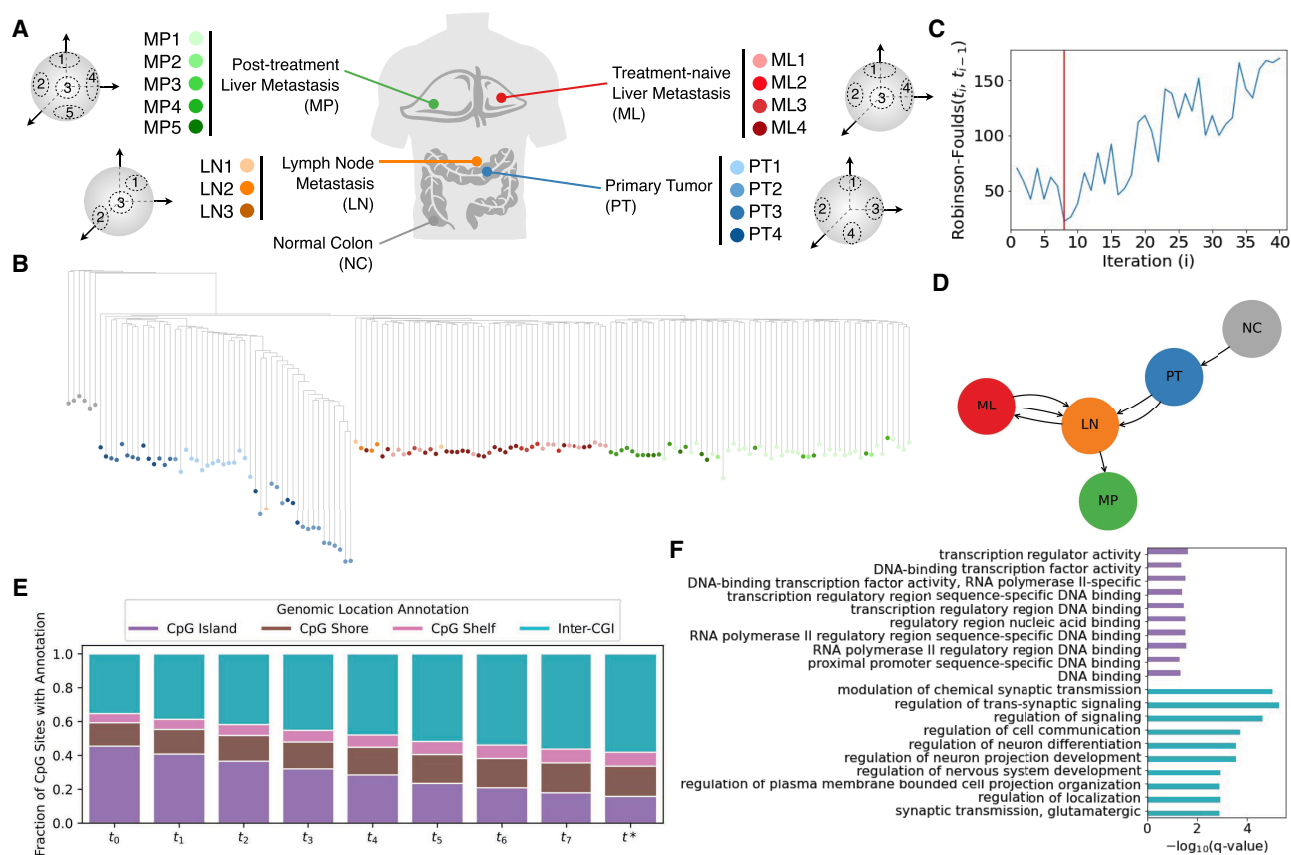 A
MP1
MP2
MP3
MP4
MP5
1
2
3
4
5
Post-treatment
Liver Metastasis
(MP)
Treatment-naive
Liver Metastasis
(ML)
ML1
ML2
ML3
ML4
1
2
3
4
LN1
LN2
LN3
1
2
3
Lymph Node
Metastasis
(LN)
Normal Colon
(NC)
Primary Tumor
(PT)
PT1
PT2
PT3
PT4
1
2
3
4
B
C
Robinson-Foulds(t_i, t_{i-1})
150
100
50
0 5 10 15 20 25 30 35 40
Iteration (i)
D
NC
PT
ML
LN
MP
E
Genomic Location Annotation
CpG Island CpG Shore CpG Shelf Inter-CGI
Fraction of CpG Sites with Annotation
1.0
0.8
0.6
0.4
0.2
0.0
t₀ t₁ t₂ t₃ t₄ t₅ t₆ t₇ t*
F
transcription regulator activity
DNA-binding transcription factor activity
DNA-binding transcription factor activity, RNA polymerase II-specific
transcription regulatory region sequence-specific DNA binding
transcription regulatory region DNA binding
regulatory region nucleic acid binding
RNA polymerase II regulatory region sequence-specific DNA binding
RNA polymerase II regulatory region DNA binding
proximal promoter sequence-specific DNA binding
DNA binding
modulation of chemical synaptic transmission
regulation of trans-synaptic signaling
regulation of signaling
regulation of cell communication
regulation of neuron differentiation
regulation of neuron projection development
regulation of nervous system development
regulation of plasma membrane bounded cell projection organization
regulation of localization
synaptic transmission, glutamatergic
0 2 4
−log₁₀(q-value)